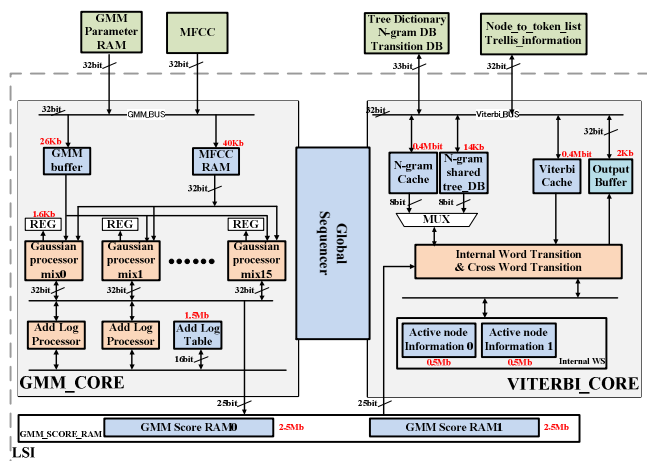 GMM
Parameter
RAM
MFCC
Tree Dictionary
N-gram DB
Transition DB
Node_to_token_list
Trellis_information
32bit
32bit
33bit
32bit
32bit
GMM_BUS
32bit
Viterbi_BUS
26Kb
GMM
buffer
40Kb
MFCC
RAM
32bit
0.4Mbit
N-gram
Cache
14Kb
N-gram
shared
tree_DB
0.4Mbit
Viterbi
Cache
32bit
2Kb
Output
Buffer
8bit
8bit
MUX
1.6Kb
REG
REG
REG
Gaussian
processor
mix0
Gaussian
processor
mix1
Gaussian
processor
mix15
32bit
32bit
32bit
Global
Sequencer
Internal Word Transition
& Cross Word Transition
Add Log
Processor
Add Log
Processor
1.5Mb
Add Log
Table
16bit
Active node
Information 0
Active node
Information 1
0.5Mb
0.5Mb
Internal WS
GMM_CORE
VITERBI_CORE
25bit
25bit
GMM_SCORE_RAM
GMM Score RAM0
2.5Mb
GMM Score RAM1
2.5Mb
LSI